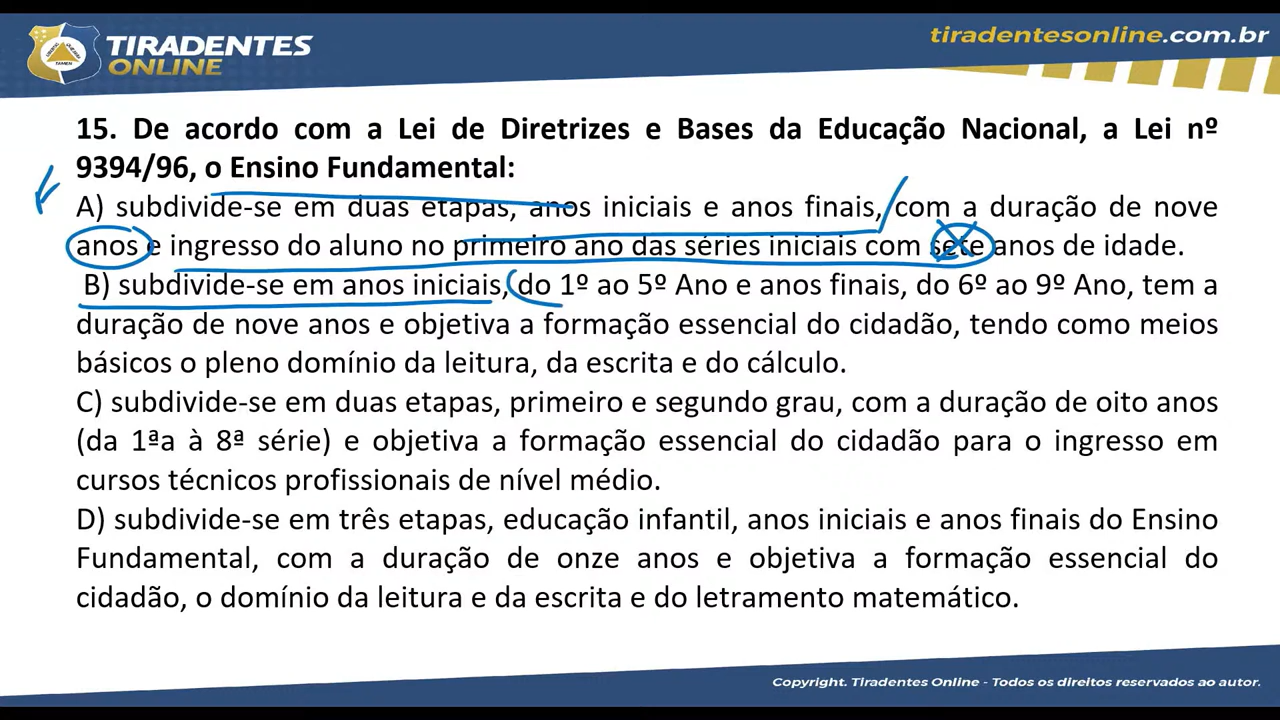 TIRADENTES
ONLINE
tiradentesonline.com.br
15. De acordo com a Lei de Diretrizes e Bases da Educação Nacional, a Lei nº
9394/96, o Ensino Fundamental:
A) subdivide-se em duas etapas, anos iniciais e anos finais, com a duração de nove
anos e ingresso do aluno no primeiro ano das séries iniciais com sete anos de idade.
B) subdivide-se em anos iniciais, do 1º ao 5º Ano e anos finais, do 6º ao 9º Ano, tem a
duração de nove anos e objetiva a formação essencial do cidadão, tendo como meios
básicos o pleno domínio da leitura, da escrita e do cálculo.
C) subdivide-se em duas etapas, primeiro e segundo grau, com a duração de oito anos
(da 1ªa à 8ª série) e objetiva a formação essencial do cidadão para o ingresso em
cursos técnicos profissionais de nível médio.
D) subdivide-se em três etapas, educação infantil, anos iniciais e anos finais do Ensino
Fundamental, com a duração de onze anos e objetiva a formação essencial do
cidadão, o domínio da leitura e da escrita e do letramento matemático.
Copyright. Tiradentes Online - Todos os direitos reservados ao autor.